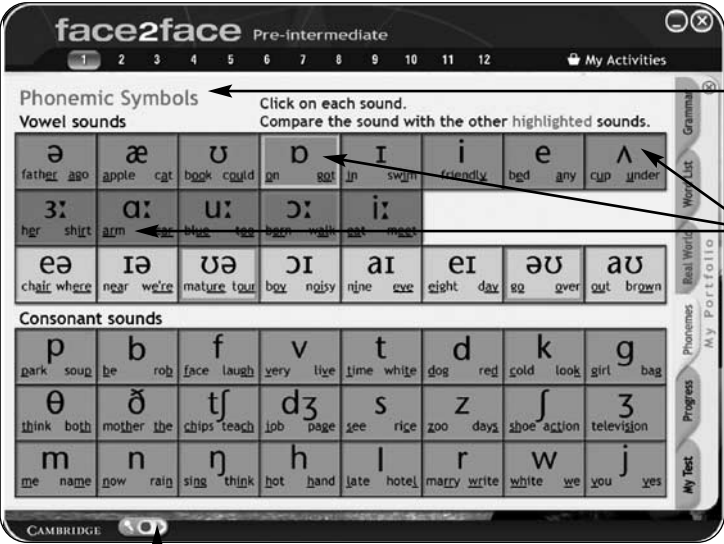 face2face Pre-intermediate
1 2 3 4 5 6 7 8 9 10 11 12 My Activities
Phonemic Symbols
Click on each sound.
Vowel sounds
Compare the sound with the other highlighted sounds.
ə æ ʊ ɒ ɪ i e ʌ
father ago apple cat book could on got in swim friendly bed any cup under
ɜː ɑː uː ɔː iː
her shirt arm car blue too born walk eat meet
eə ɪə ʊə ɔɪ aɪ eɪ əʊ aʊ
chair where near we're mature tour boy noisy nine eye eight day go over out brown
Consonant sounds
p b f v t d k g
park soup be rob face laugh very live time white dog red cold look girl bag
θ ð tʃ dʒ s z ʃ ʒ
think both mother the chips teach job page see rice zoo days shoe action television
m n ŋ h l r w j
me name now rain sing think hot hand late hotel marry write white we you yes
Grammar
Word List
Real World
Phonemes
Progress
My Test
My Portfolio
CAMBRIDGE